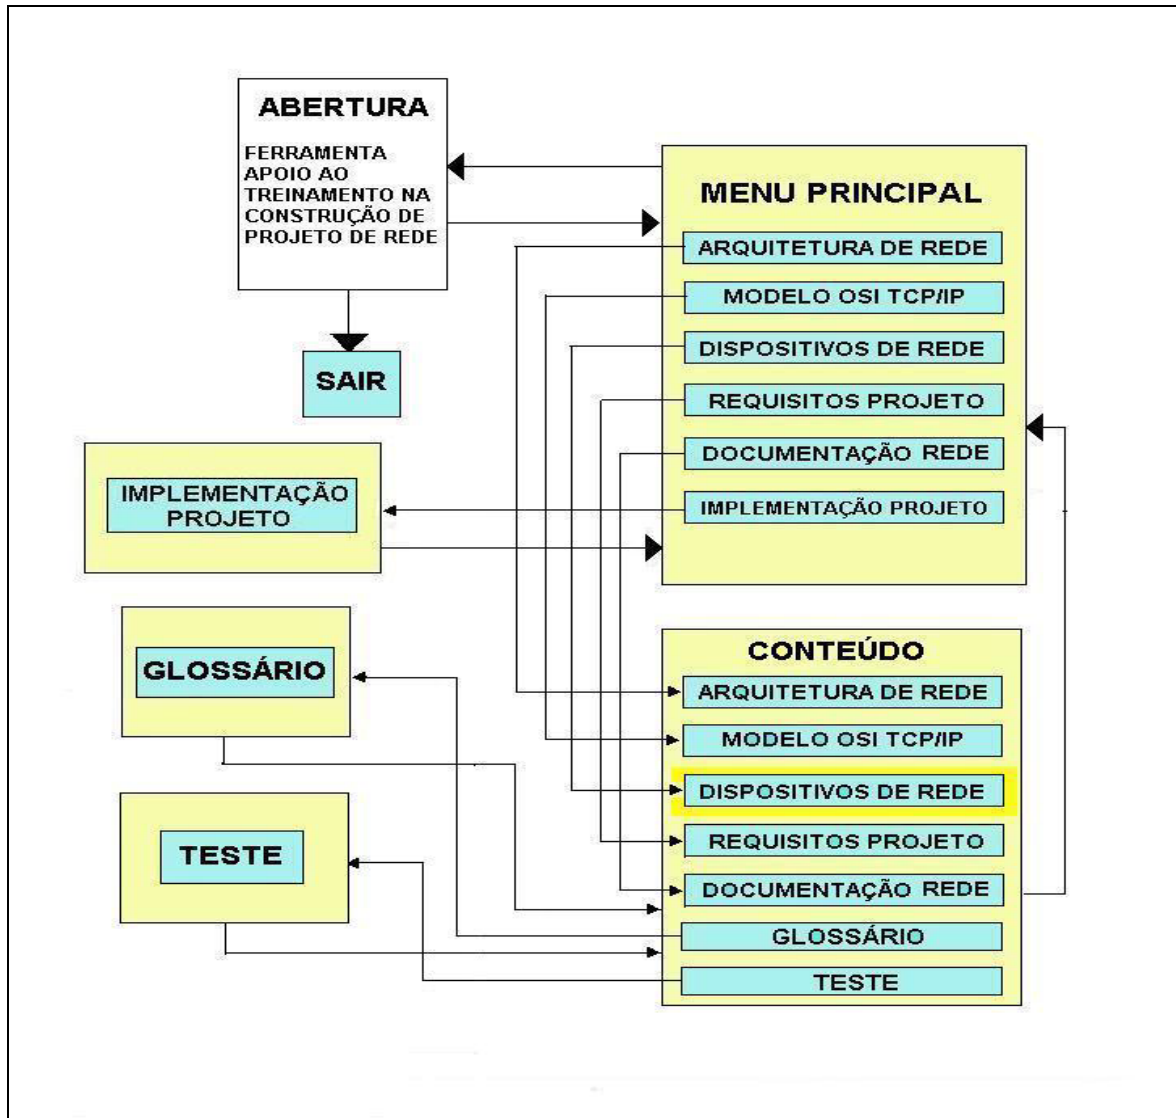 ABERTURA
FERRAMENTA
APOIO AO
TREINAMENTO NA
CONSTRUÇÃO DE
PROJETO DE REDE
SAIR
MENU PRINCIPAL
ARQUITETURA DE REDE
MODELO OSI TCP/IP
DISPOSITIVOS DE REDE
REQUISITOS PROJETO
DOCUMENTAÇÃO REDE
IMPLEMENTAÇÃO PROJETO
IMPLEMENTAÇÃO
PROJETO
GLOSSÁRIO
TESTE
CONTEÚDO
ARQUITETURA DE REDE
MODELO OSI TCP/IP
DISPOSITIVOS DE REDE
REQUISITOS PROJETO
DOCUMENTAÇÃO REDE
GLOSSÁRIO
TESTE